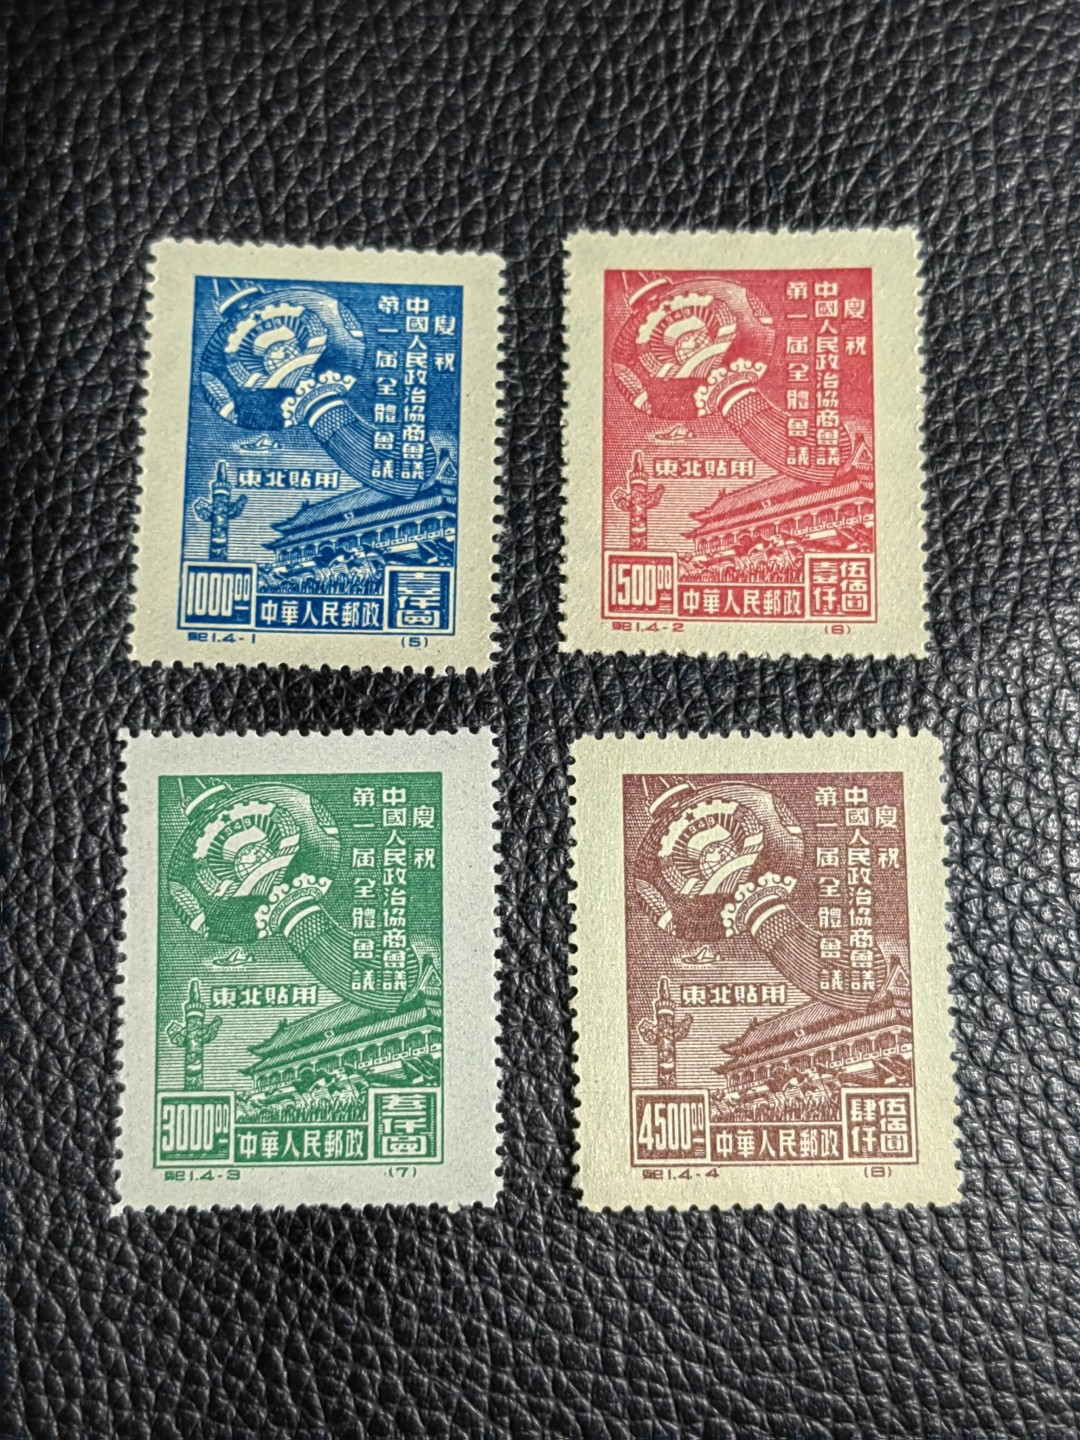 慶祝
中國人民政治協商會議
第一屆全體會議
東北貼用
1000.00
中華人民郵政
壹仟圓
紀1.4-1
(5)
慶祝
中國人民政治協商會議
第一屆全體會議
東北貼用
1500.00
中華人民郵政
伍佰圓
壹仟
紀1.4-2
(6)
慶祝
中國人民政治協商會議
第一屆全體會議
1949
東北貼用
3000.00
中華人民郵政
叁仟圓
紀1.4-3
(7)
慶祝
中國人民政治協商會議
第一屆全體會議
1949
東北貼用
4500.00
中華人民郵政
伍佰圓
肆仟
紀1.4-4
(8)